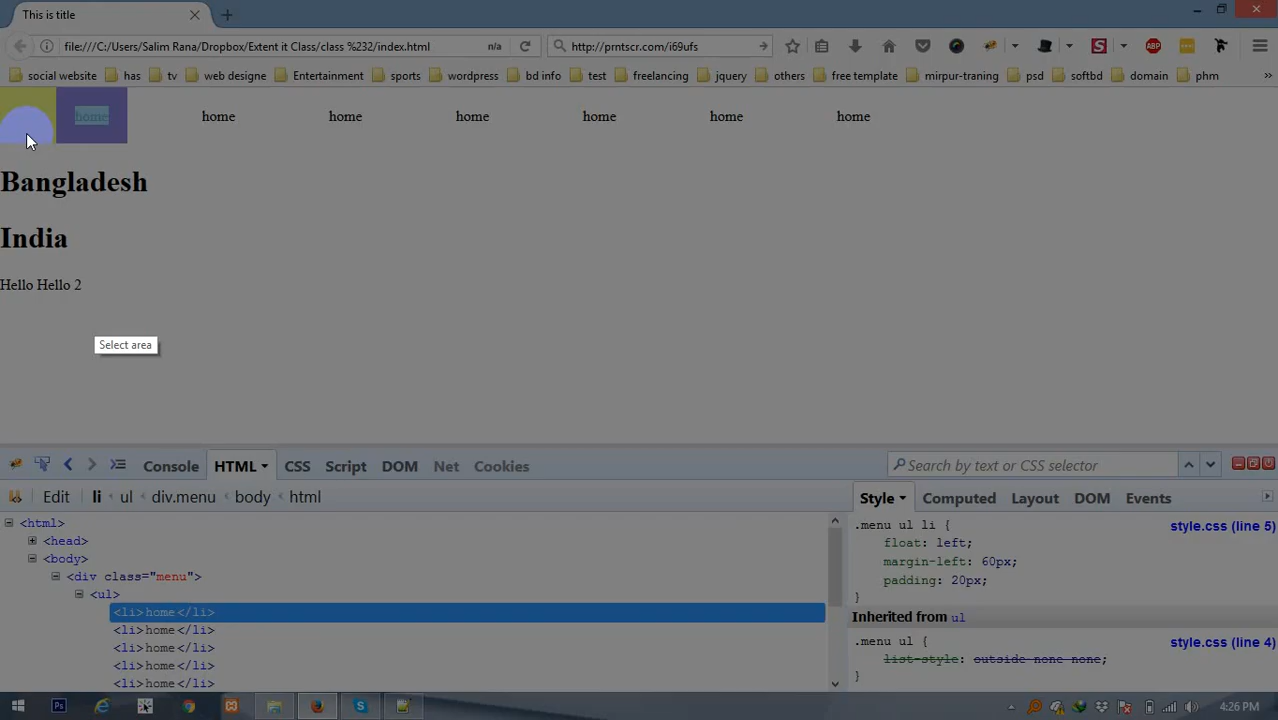 This is title
file:///C:/Users/Salim Rana/Dropbox/Extent it Class/class %232/index.html n/a http://prntscr.com/i69ufs
social website has tv web designe Entertainment sports wordpress bd info test freelancing jquery others free template mirpur-traning psd softbd domain phm »
home home home home home home home
Bangladesh
India
Hello Hello 2
Select area
Console HTML CSS Script DOM Net Cookies Search by text or CSS selector
Edit li ul div.menu body html Style Computed Layout DOM Events
<html>
<head>
<body>
<div class="menu">
<ul>
<li>home</li>
<li>home</li>
<li>home</li>
<li>home</li>
<li>home</li>
.menu ul li { style.css (line 5)
float: left;
margin-left: 60px;
padding: 20px;
}
Inherited from ul
.menu ul { style.css (line 4)
list-style: outside none none;
}
4:26 PM